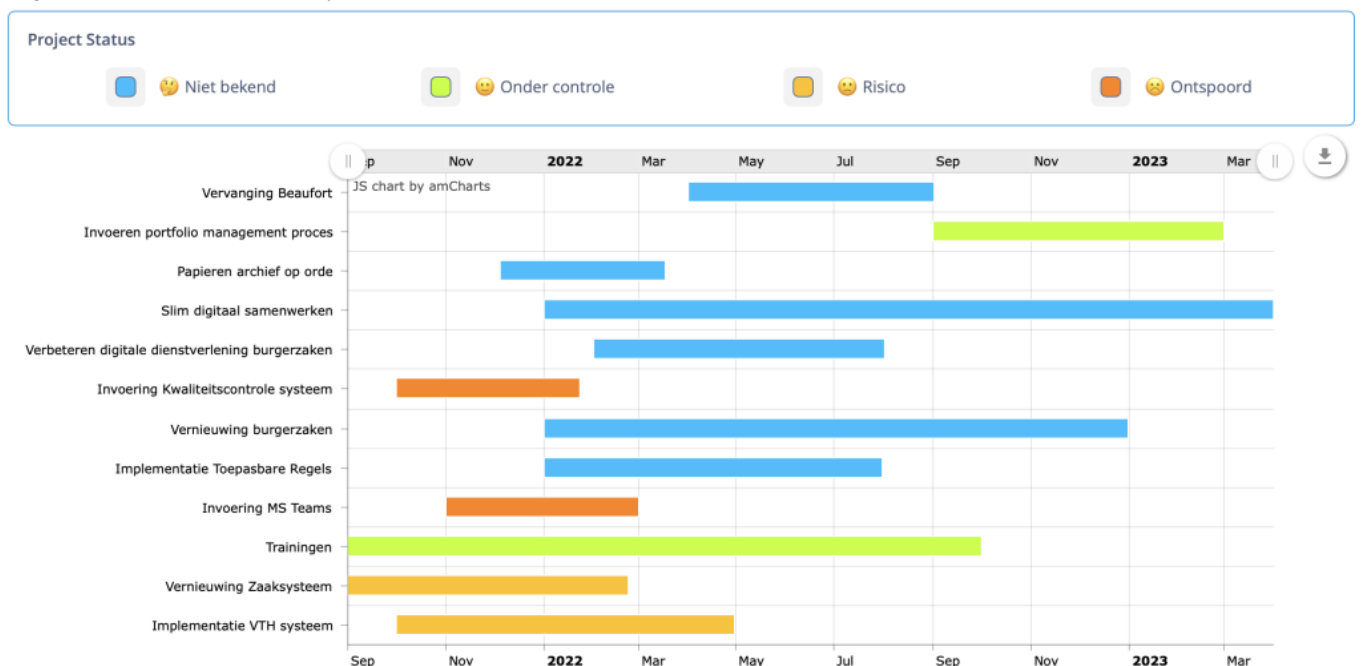 Project Status
🤔 Niet bekend
🙂 Onder controle
😕 Risico
☹️ Ontspoord
Nov 2022 Mar May Jul Sep Nov 2023 Mar
JS chart by amCharts
Vervanging Beaufort
Invoeren portfolio management proces
Papieren archief op orde
Slim digitaal samenwerken
Verbeteren digitale dienstverlening burgerzaken
Invoering Kwaliteitscontrole systeem
Vernieuwing burgerzaken
Implementatie Toepasbare Regels
Invoering MS Teams
Trainingen
Vernieuwing Zaaksysteem
Implementatie VTH systeem
Sep Nov 2022 Mar May Jul Sep Nov 2023 Mar